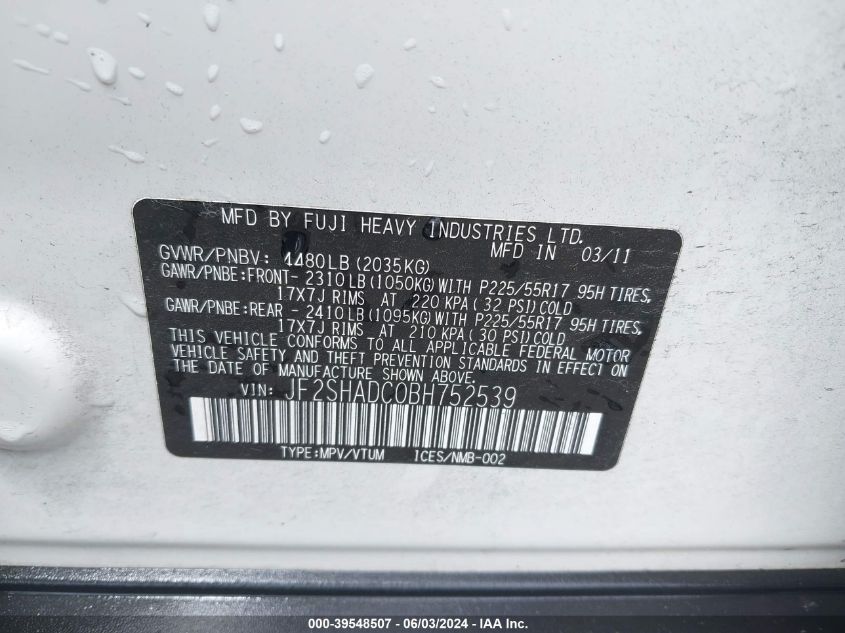 MFD BY FUJI HEAVY INDUSTRIES LTD.
MFD IN 03/11
GVWR/PNBV: 4480LB (2035KG)
GAWR/PNBE:FRONT- 2310LB (1050KG) WITH P225/55R17 95H TIRES,
17X7J RIMS AT 220 KPA (32 PSI) COLD
GAWR/PNBE:REAR - 2410LB (1095KG) WITH P225/55R17 95H TIRES,
17X7J RIMS AT 210 KPA (30 PSI) COLD
THIS VEHICLE CONFORMS TO ALL APPLICABLE FEDERAL MOTOR
VEHICLE SAFETY AND THEFT PREVENTION STANDARDS IN EFFECT ON
THE DATE OF MANUFACTURE SHOWN ABOVE.
VIN: JF2SHADC0BH752539
TYPE:MPV/VTUM ICES/NMB-002
000-39548507 - 06/03/2024 - IAA Inc.